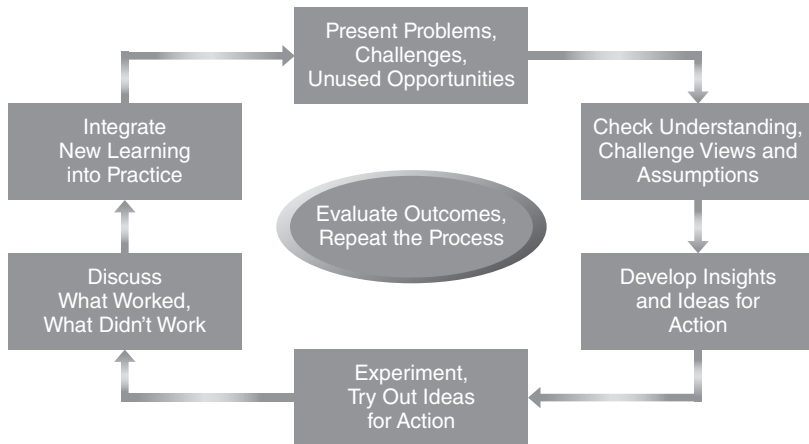 Present Problems,
Challenges,
Unused Opportunities
Check Understanding,
Challenge Views and
Assumptions
Develop Insights
and Ideas for
Action
Experiment,
Try Out Ideas
for Action
Discuss
What Worked,
What Didn’t Work
Integrate
New Learning
into Practice
Evaluate Outcomes,
Repeat the Process